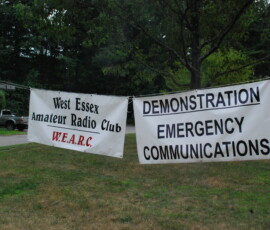 West Essex
Amateur Radio Club
W.E.A.R.C.
DEMONSTRATION
EMERGENCY
COMMUNICATIONS